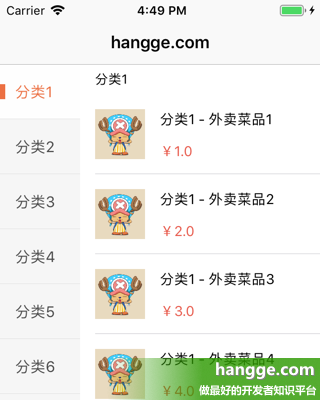 Carrier 4:49 PM
hangge.com
分类1
分类2
分类3
分类4
分类5
分类6
分类1
分类1 - 外卖菜品1
￥1.0
分类1 - 外卖菜品2
￥2.0
分类1 - 外卖菜品3
￥3.0
分类1 - 外卖菜品4
￥4.0
hangge.com
做最好的开发者知识平台